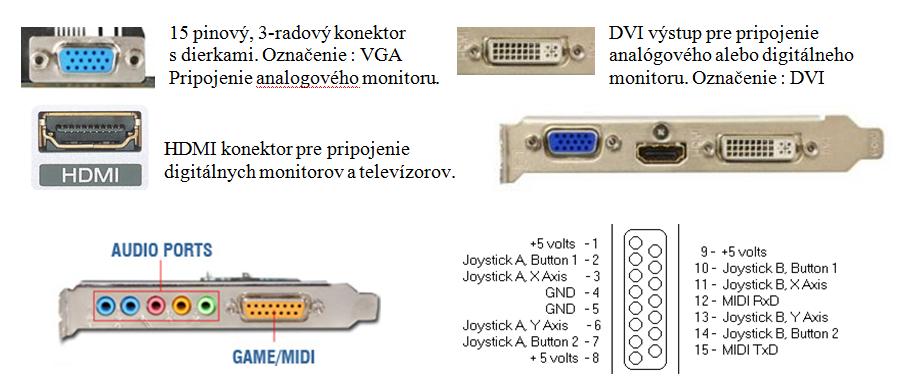 15 pinový, 3-radový konektor
s dierkami. Označenie : VGA
Pripojenie analogového monitoru.
DVI výstup pre pripojenie
analógového alebo digitálneho
monitoru. Označenie : DVI
HDMI
HDMI konektor pre pripojenie
digitálnych monitorov a televízorov.
AUDIO PORTS
GAME/MIDI
+5 volts - 1
Joystick A, Button 1 - 2
Joystick A, X Axis - 3
GND - 4
GND - 5
Joystick A, Y Axis - 6
Joystick A, Button 2 - 7
+ 5 volts - 8
9 - +5 volts
10 - Joystick B, Button 1
11 - Joystick B, X Axis
12 - MIDI RxD
13 - Joystick B, Y Axis
14 - Joystick B, Button 2
15 - MIDI TxD